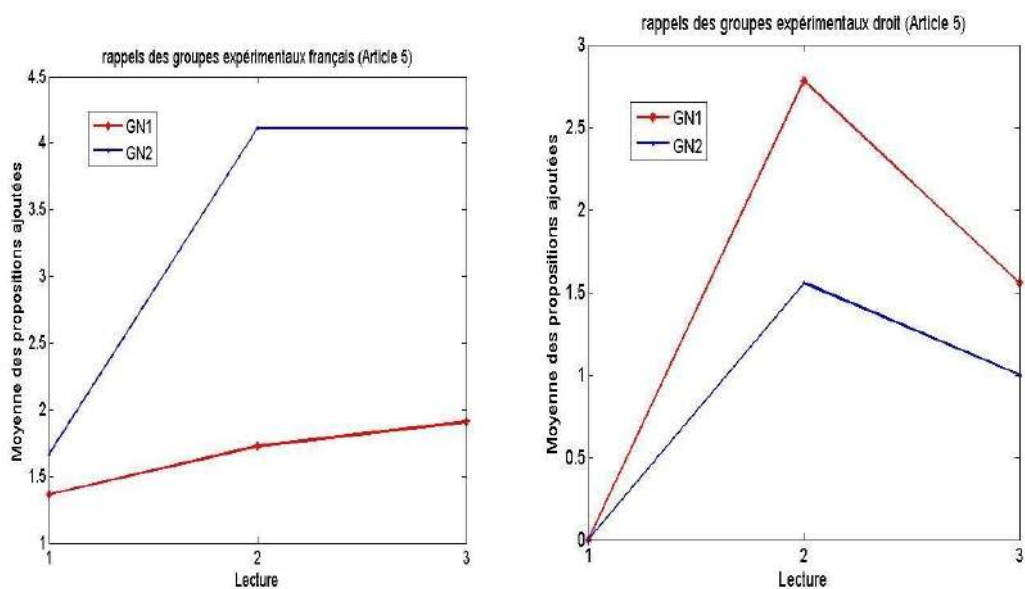 rappels des groupes expérimentaux français (Article 5)
4.5
4
3.5
3
2.5
2
1.5
1
Moyenne des propositions ajoutées
GN1
GN2
1
2
3
Lecture
rappels des groupes expérimentaux droit (Article 5)
3
2.5
2
1.5
1
0.5
0
Moyenne des propositions ajoutées
GN1
GN2
1
2
3
Lecture